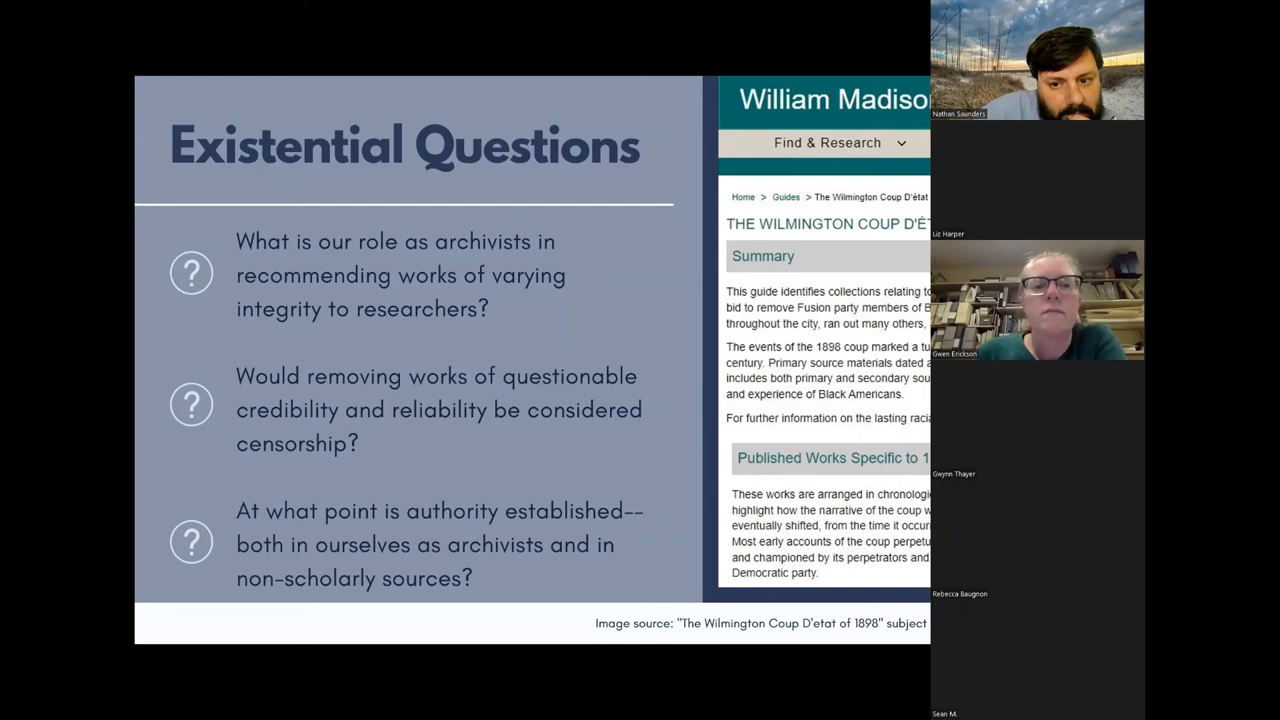 Existential Questions
What is our role as archivists in
recommending works of varying
integrity to researchers?
Would removing works of questionable
credibility and reliability be considered
censorship?
At what point is authority established--
both in ourselves as archivists and in
non-scholarly sources?
William Madiso
Find & Research
Home > Guides > The Wilmington Coup D'état
THE WILMINGTON COUP D'É
Summary
This guide identifies collections relating to
bid to remove Fusion party members of B
throughout the city, ran out many others,
The events of the 1898 coup marked a tu
century. Primary source materials dated a
includes both primary and secondary sou
and experience of Black Americans.
For further information on the lasting racia
Published Works Specific to 1
These works are arranged in chronologi
highlight how the narrative of the coup w
eventually shifted, from the time it occur
Most early accounts of the coup perpetu
and championed by its perpetrators and
Democratic party.
Image source: "The Wilmington Coup D'etat of 1898" subject
Nathan Saunders
Liz Harper
Gwen Erickson
Gwynn Thayer
Rebecca Baugnon
Sean M.
? 
? 
?